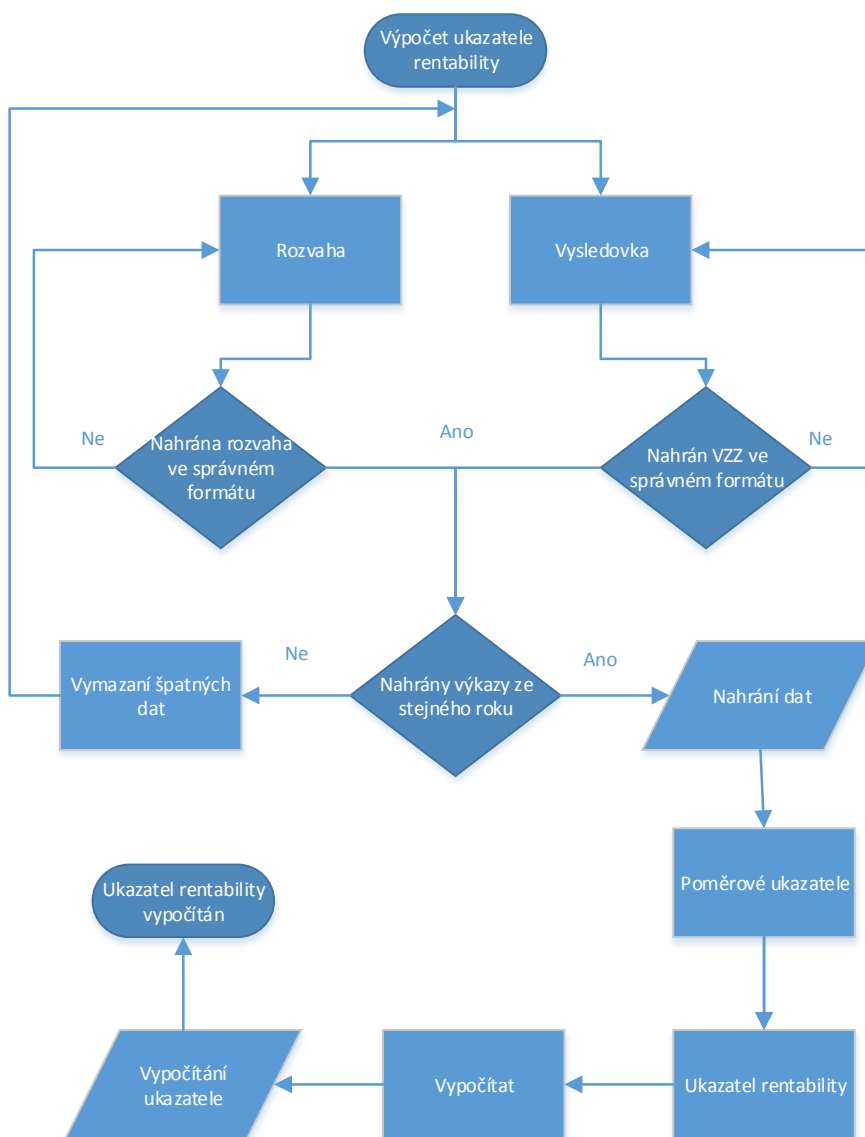 Výpočet ukazatele
rentability
Rozvaha
Vysledovka
Ne
Nahrána rozvaha
ve správném
formátu
Ano
Nahrán VZZ ve
správném formátu
Ne
Vymazaní špatných
dat
Ne
Nahrány výkazy ze
stejného roku
Ano
Nahrání dat
Poměrové ukazatele
Ukazatel rentability
vypočítán
Vypočítání
ukazatele
Vypočítat
Ukazatel rentability